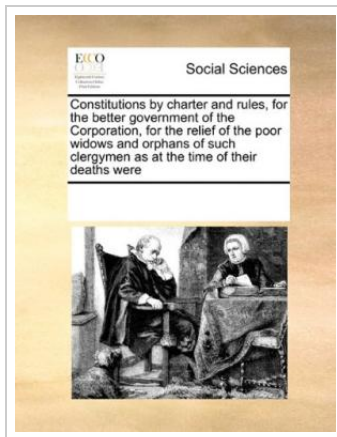 ECCO
Social Sciences
Constitutions by charter and rules, for
the better government of the
Corporation, for the relief of the poor
widows and orphans of such
clergymen as at the time of their
deaths were